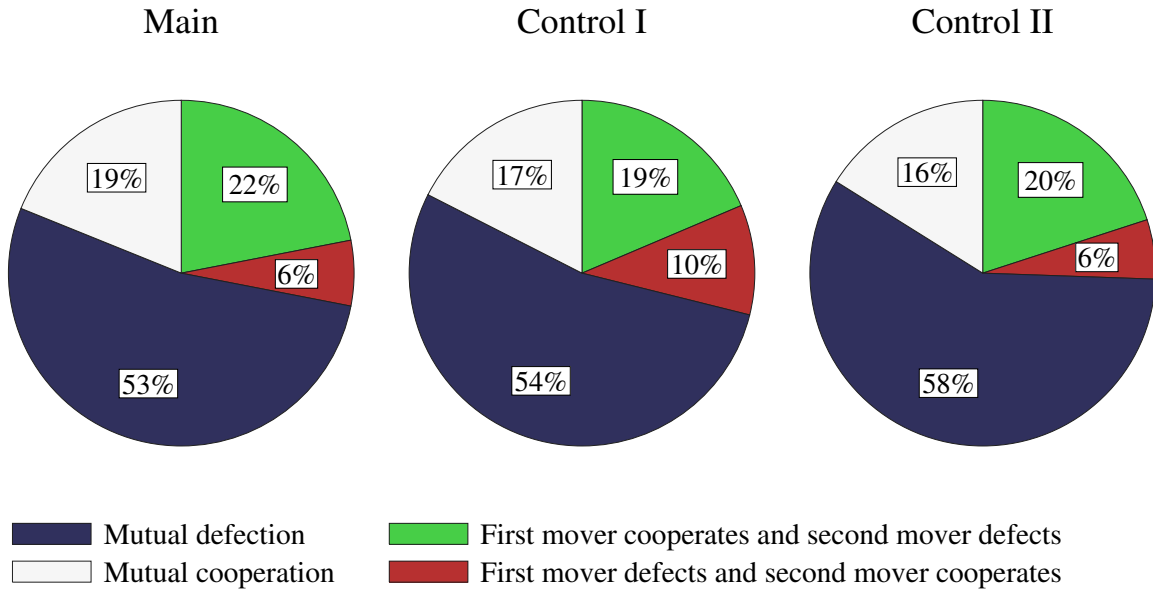 Main
Control I
Control II
19%
22%
6%
53%
17%
19%
10%
54%
16%
20%
6%
58%
Mutual defection
First mover cooperates and second mover defects
Mutual cooperation
First mover defects and second mover cooperates